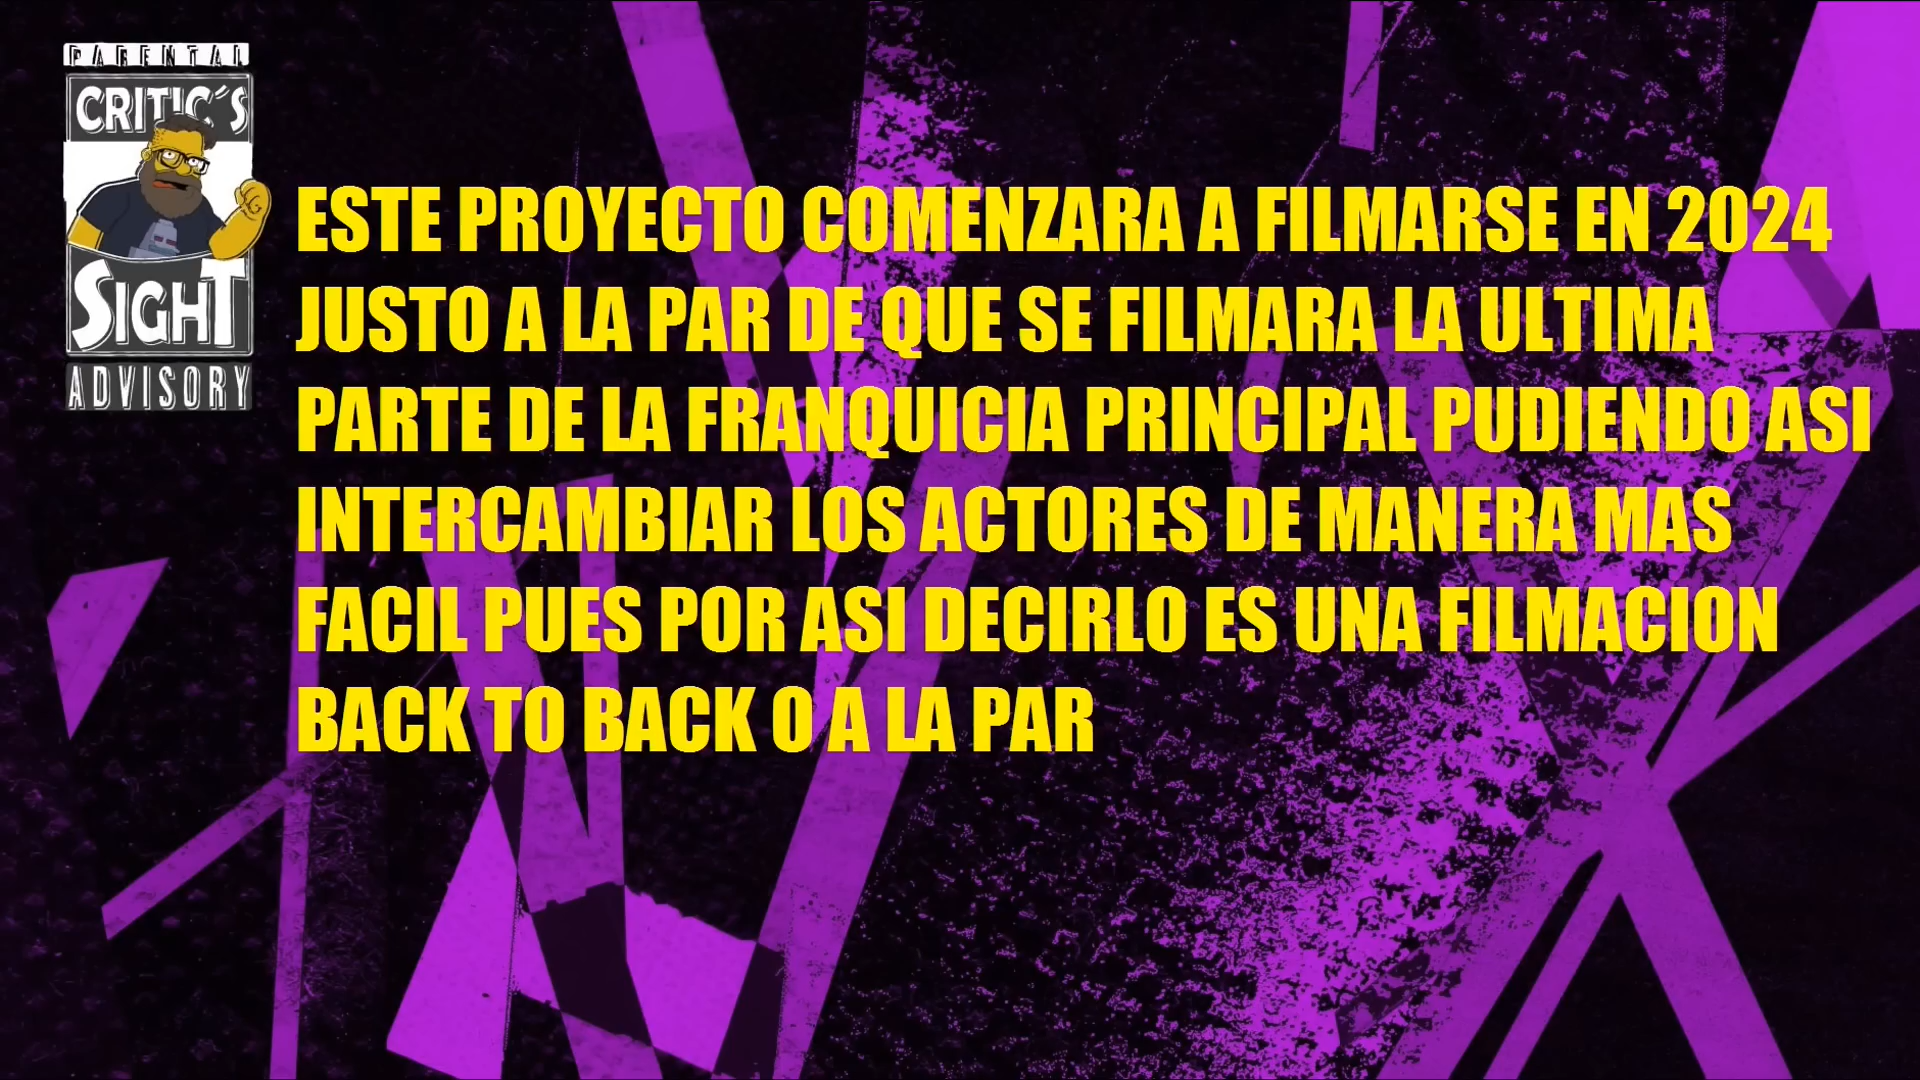 PARENTAL
CRITIC´S
SIGHT
ADVISORY
ESTE PROYECTO COMENZARA A FILMARSE EN 2024
JUSTO A LA PAR DE QUE SE FILMARA LA ULTIMA
PARTE DE LA FRANQUICIA PRINCIPAL PUDIENDO ASI
INTERCAMBIAR LOS ACTORES DE MANERA MAS
FACIL PUES POR ASI DECIRLO ES UNA FILMACION
BACK TO BACK O A LA PAR